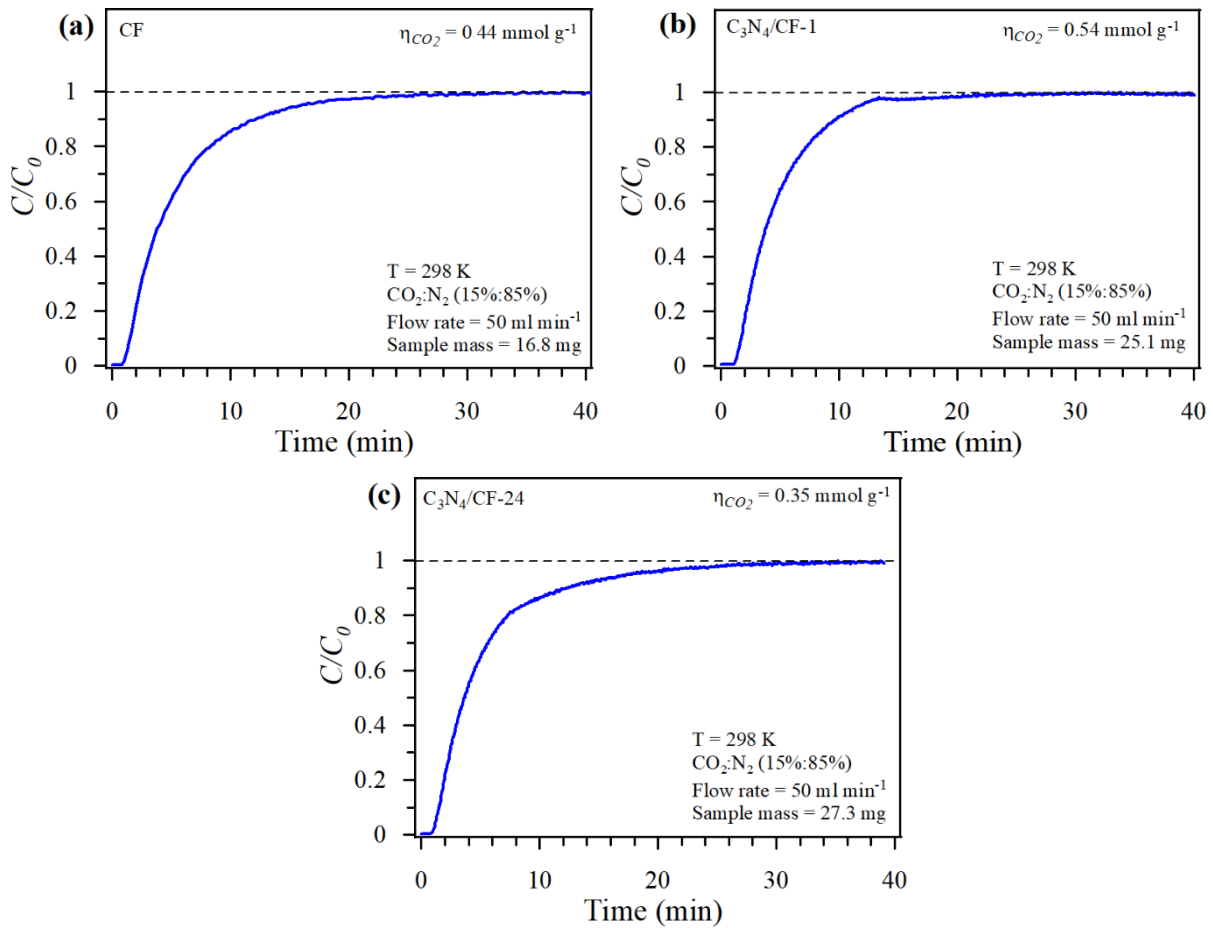 (a)
CF
η_CO₂ = 0 44 mmol g⁻¹
1
0.8
0.6
0.4
0.2
0
C/C₀
T = 298 K
CO₂:N₂ (15%:85%)
Flow rate = 50 ml min⁻¹
Sample mass = 16.8 mg
0 10 20 30 40
Time (min)
(b)
C₃N₄/CF-1
η_CO₂ = 0.54 mmol g⁻¹
1
0.8
0.6
0.4
0.2
0
C/C₀
T = 298 K
CO₂:N₂ (15%:85%)
Flow rate = 50 ml min⁻¹
Sample mass = 25.1 mg
0 10 20 30 40
Time (min)
(c)
C₃N₄/CF-24
η_CO₂ = 0.35 mmol g⁻¹
1
0.8
0.6
0.4
0.2
0
C/C₀
T = 298 K
CO₂:N₂ (15%:85%)
Flow rate = 50 ml min⁻¹
Sample mass = 27.3 mg
0 10 20 30 40
Time (min)